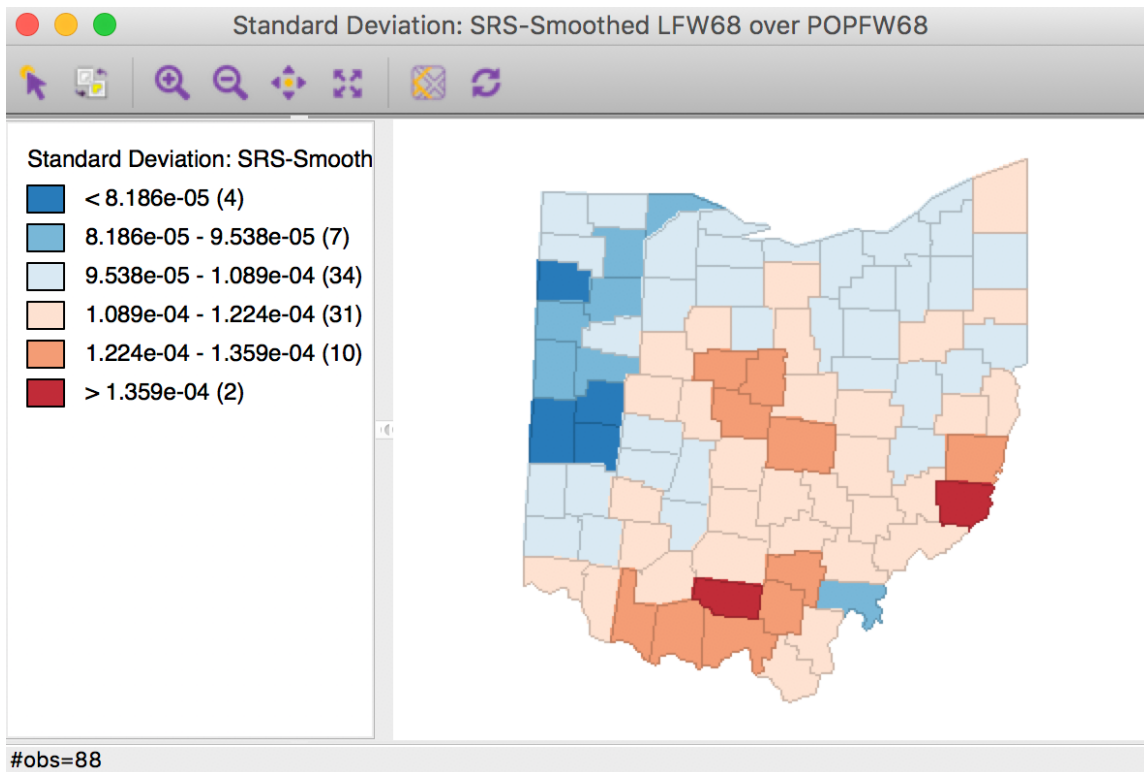 Standard Deviation: SRS-Smoothed LFW68 over POPFW68
Standard Deviation: SRS-Smooth
< 8.186e-05 (4)
8.186e-05 - 9.538e-05 (7)
9.538e-05 - 1.089e-04 (34)
1.089e-04 - 1.224e-04 (31)
1.224e-04 - 1.359e-04 (10)
> 1.359e-04 (2)
#obs=88